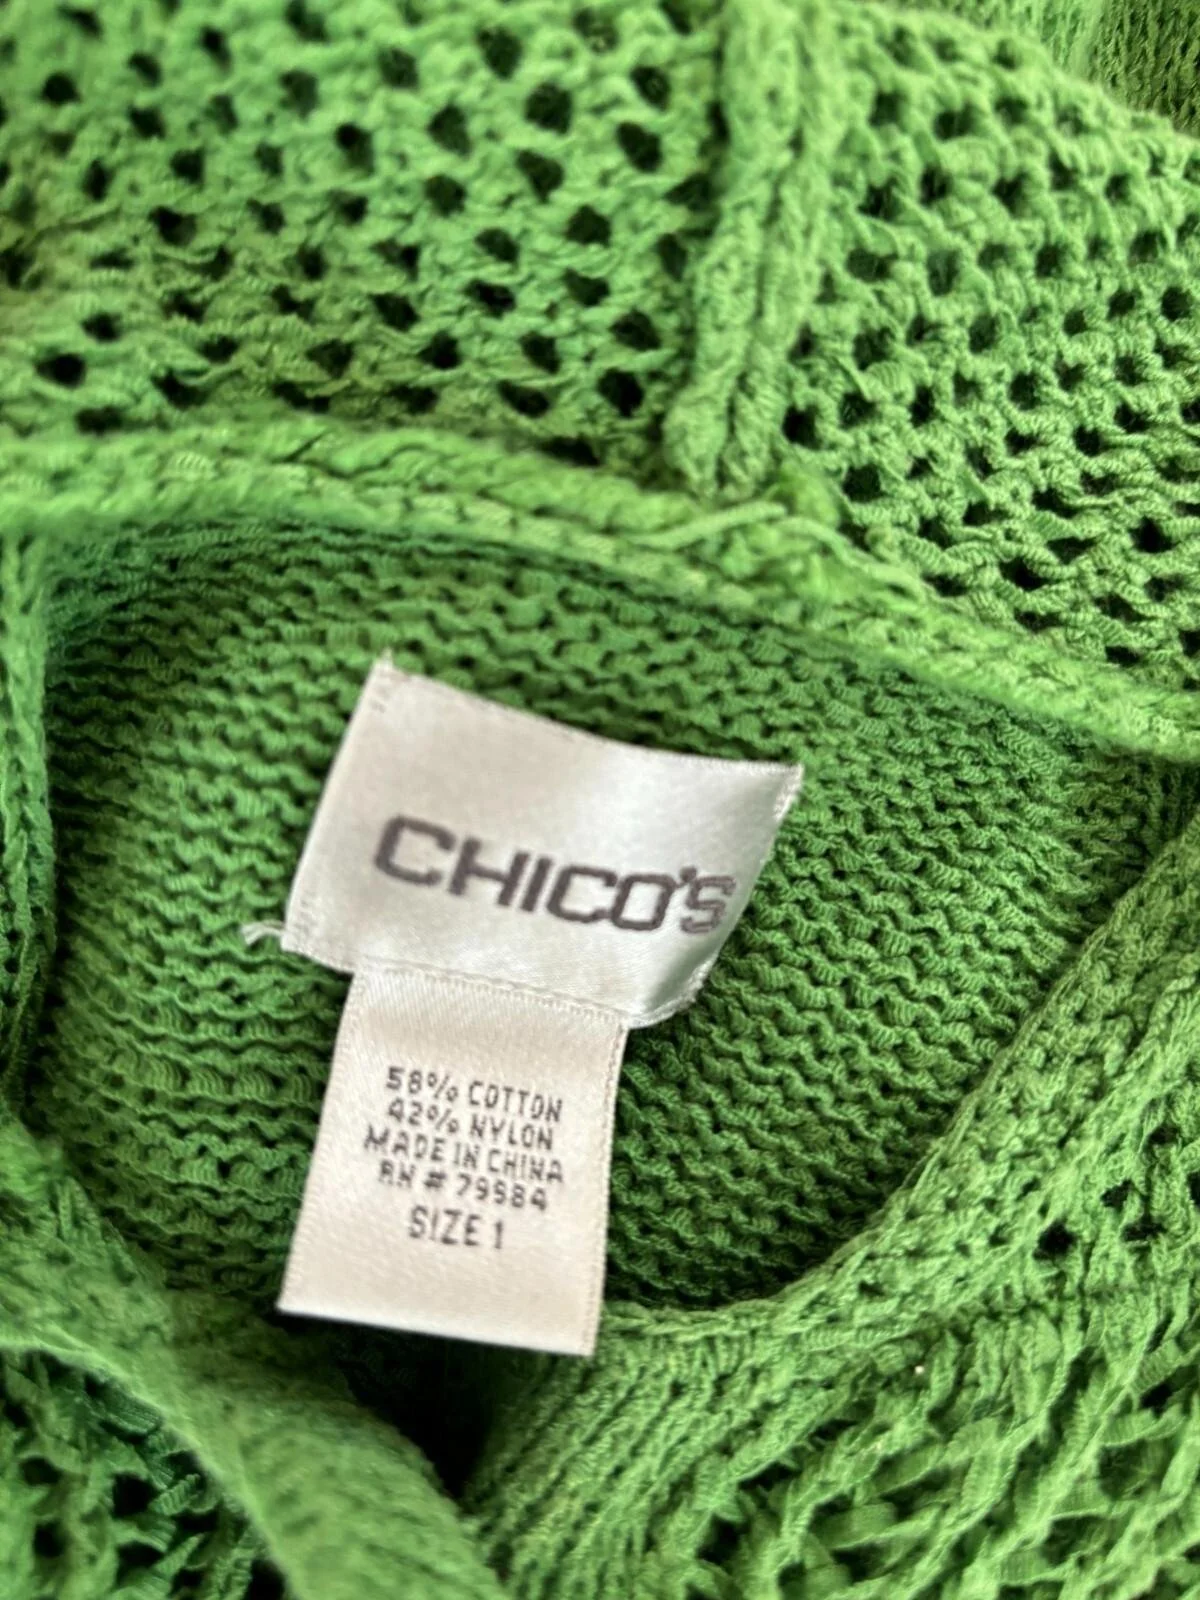 CHICO'S
58% COTTON
42% NYLON
MADE IN CHINA
RN # 79984
SIZE 1